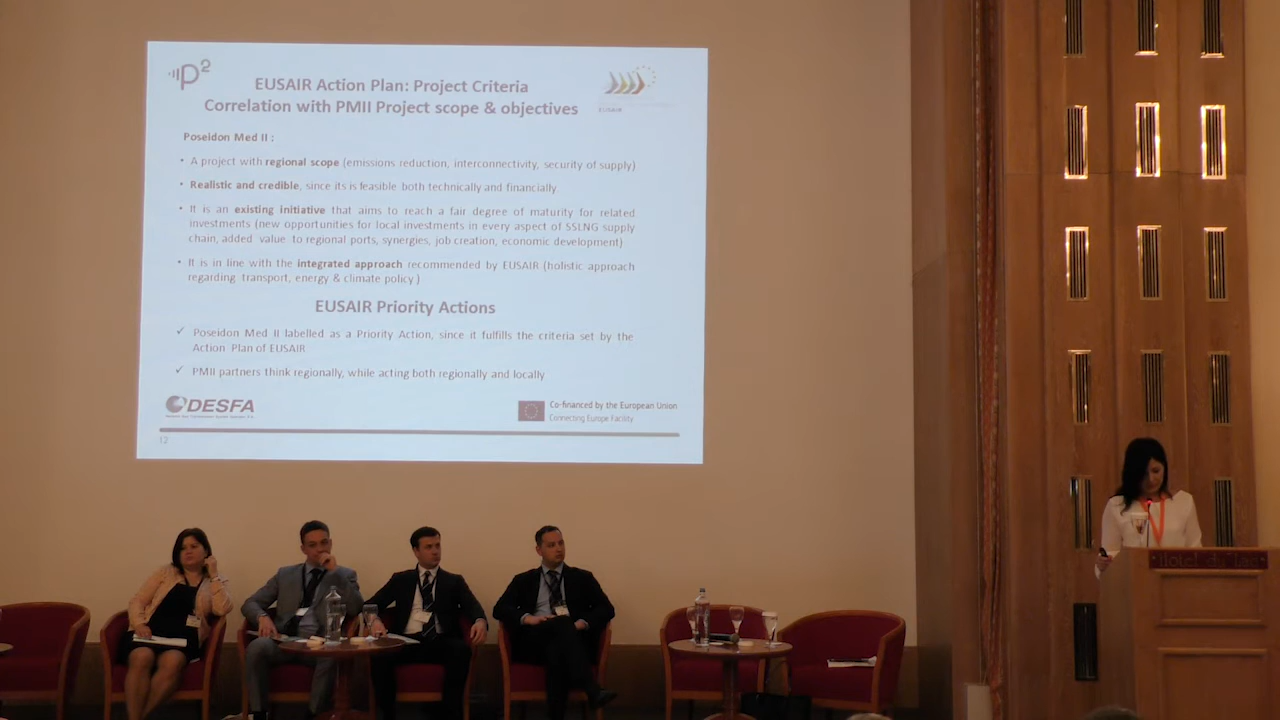 P2
EUSAIR Action Plan: Project Criteria
Correlation with PMII Project scope & objectives
EUSAIR
Poseidon Med II :
• A project with regional scope (emissions reduction, interconnectivity, security of supply)
• Realistic and credible, since its is feasible both technically and financially
• It is an existing initiative that aims to reach a fair degree of maturity for related
investments (new opportunities for local investments in every aspect of SSLNG supply
chain, added value to regional ports, synergies, job creation, economic development)
• It is in line with the integrated approach recommended by EUSAIR (holistic approach
regarding transport, energy & climate policy )
EUSAIR Priority Actions
✓ Poseidon Med II labelled as a Priority Action, since it fulfills the criteria set by the
Action Plan of EUSAIR
✓ PMII partners think regionally, while acting both regionally and locally
DESFA
Co-financed by the European Union
Connecting Europe Facility
12
Hotel du Lac